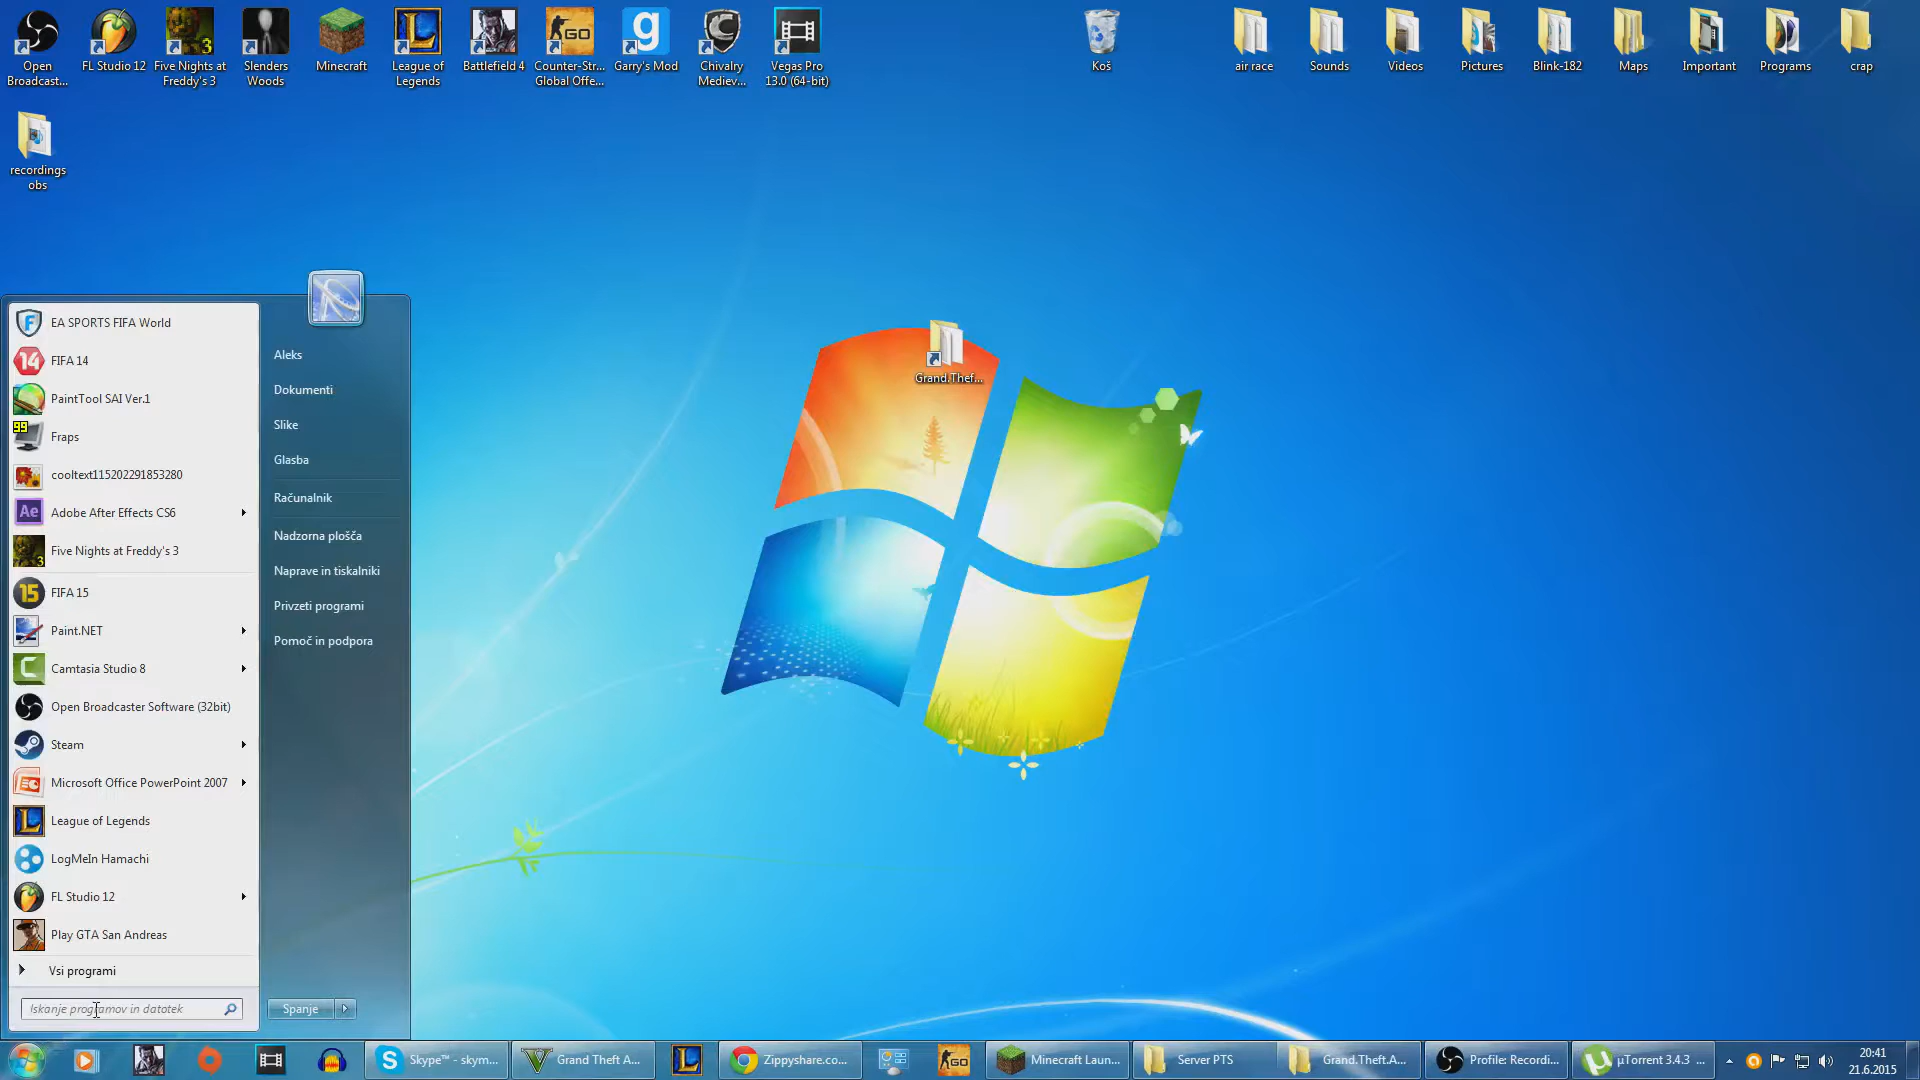 Open
Broadcast...
FL Studio 12
Five Nights at
Freddy's 3
Slenders
Woods
Minecraft
League of
Legends
Battlefield 4
Counter-Str...
Global Offe...
Garry's Mod
Chivalry
Mediev...
Vegas Pro
13.0 (64-bit)
Koš
air race
Sounds
Videos
Pictures
Blink-182
Maps
Important
Programs
crap
recordings
obs
Grand.Thef...
EA SPORTS FIFA World
FIFA 14
PaintTool SAI Ver.1
Fraps
cooltext115202291853280
Adobe After Effects CS6
Five Nights at Freddy's 3
FIFA 15
Paint.NET
Camtasia Studio 8
Open Broadcaster Software (32bit)
Steam
Microsoft Office PowerPoint 2007
League of Legends
LogMeIn Hamachi
FL Studio 12
Play GTA San Andreas
Vsi programi
Iskanje programov in datotek
Aleks
Dokumenti
Slike
Glasba
Računalnik
Nadzorna plošča
Naprave in tiskalniki
Privzeti programi
Pomoč in podpora
Spanje
Skype™ - skym...
Grand Theft A...
Zippyshare.co...
Minecraft Laun...
Server PTS
Grand.Theft.A...
Profile: Recordi...
µTorrent 3.4.3 ...
20:41
21.6.2015